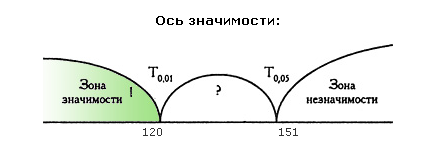 Ось значимости:
T0,01
T0,05
Зона
значимости
!
?
Зона
незначимости
120
151